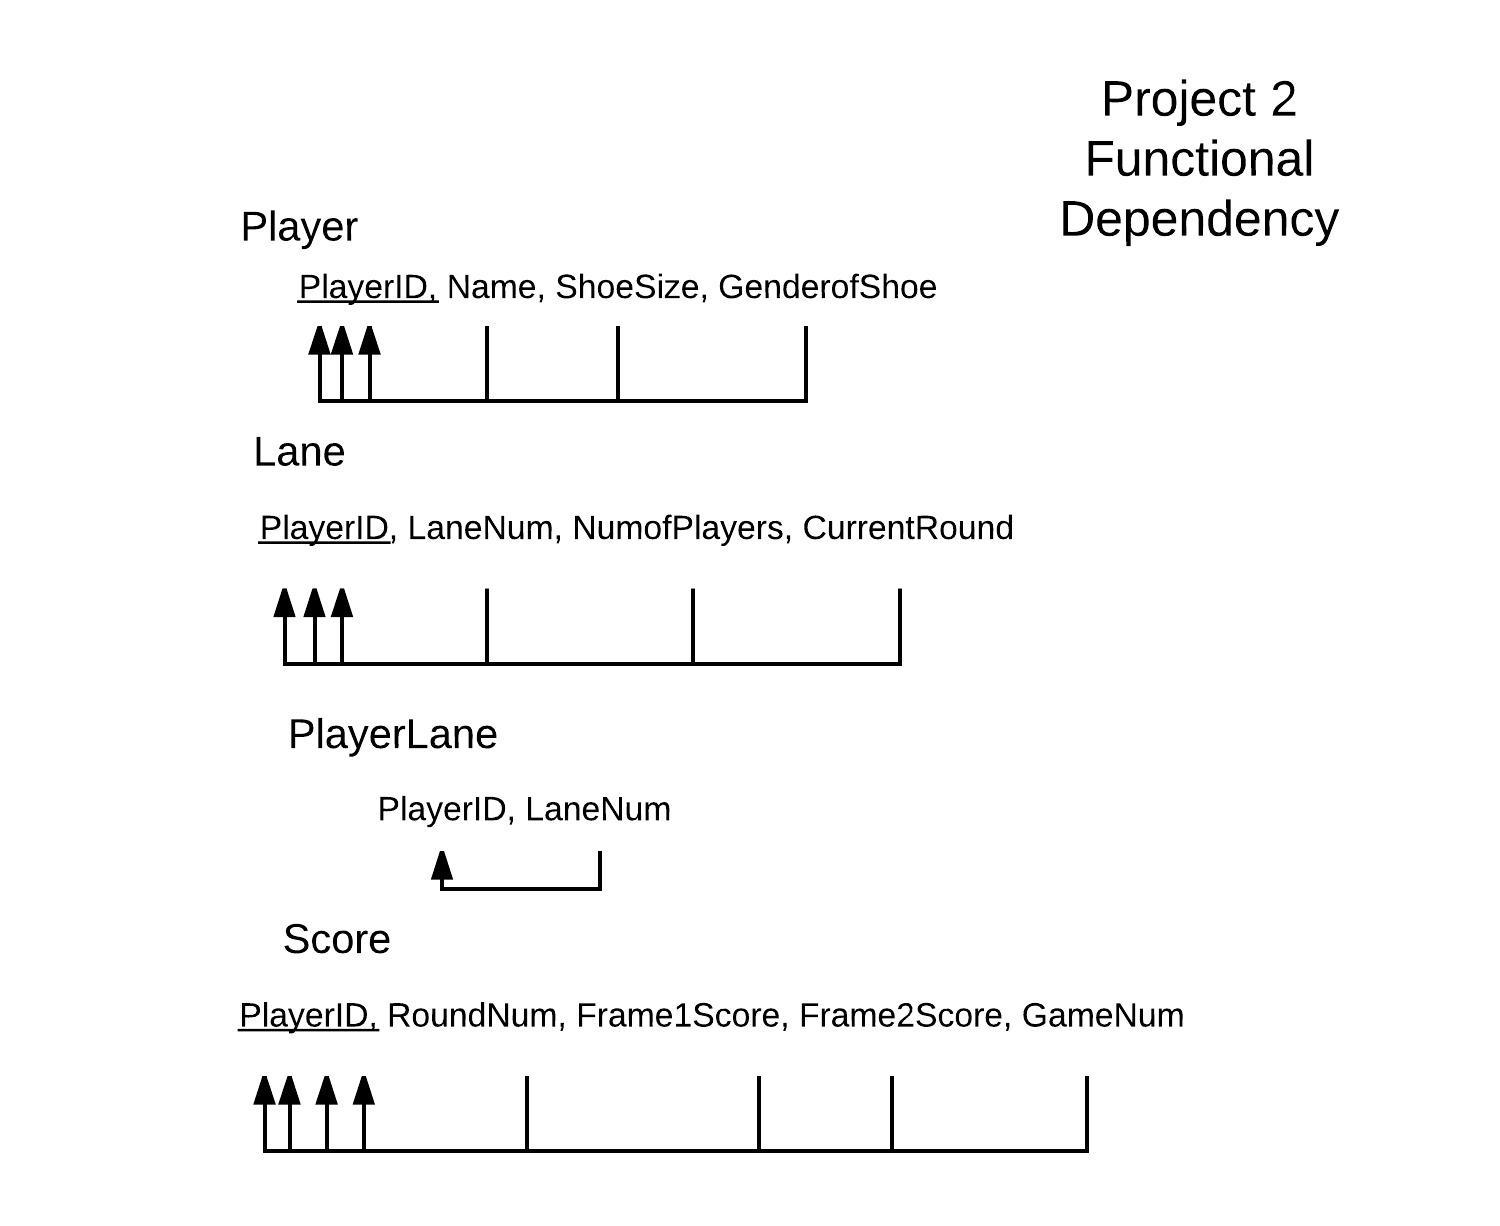 Project 2
Functional
Dependency
Player
PlayerID, Name, ShoeSize, GenderofShoe
Lane
PlayerID, LaneNum, NumofPlayers, CurrentRound
PlayerLane
PlayerID, LaneNum
Score
PlayerID, RoundNum, Frame1Score, Frame2Score, GameNum